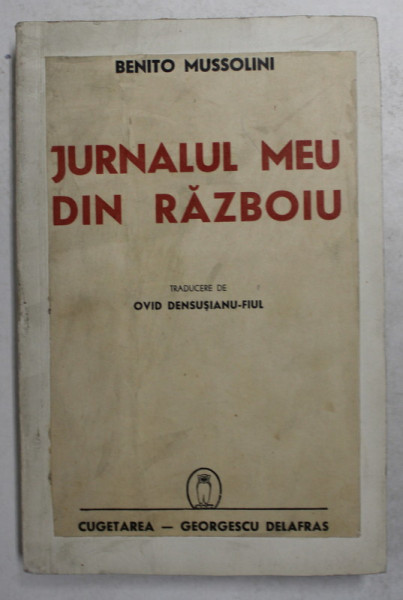 BENITO MUSSOLINI
JURNALUL MEU
DIN RĂZBOIU
TRADUCERE DE
OVID DENSUȘIANU-FIUL
CUGETAREA — GEORGESCU DELAFRAS